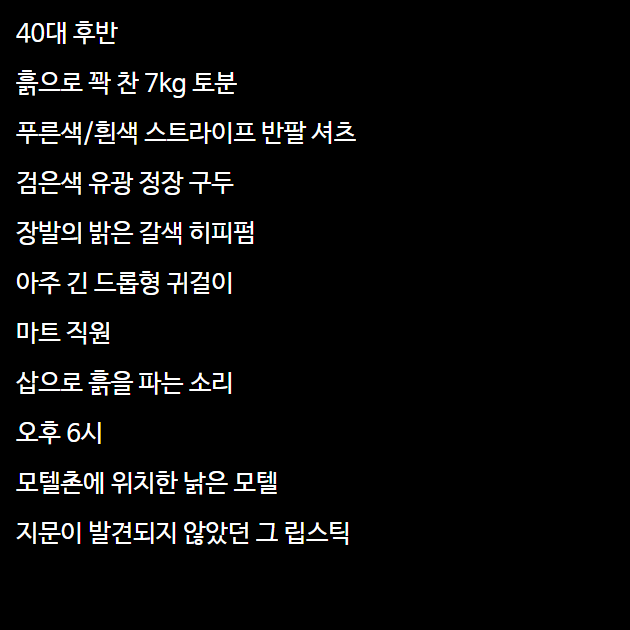 40대 후반
흙으로 꽉 찬 7kg 토분
푸른색/흰색 스트라이프 반팔 셔츠
검은색 유광 정장 구두
장발의 밝은 갈색 히피펌
아주 긴 드롭형 귀걸이
마트 직원
삽으로 흙을 파는 소리
오후 6시
모텔촌에 위치한 낡은 모텔
지문이 발견되지 않았던 그 립스틱